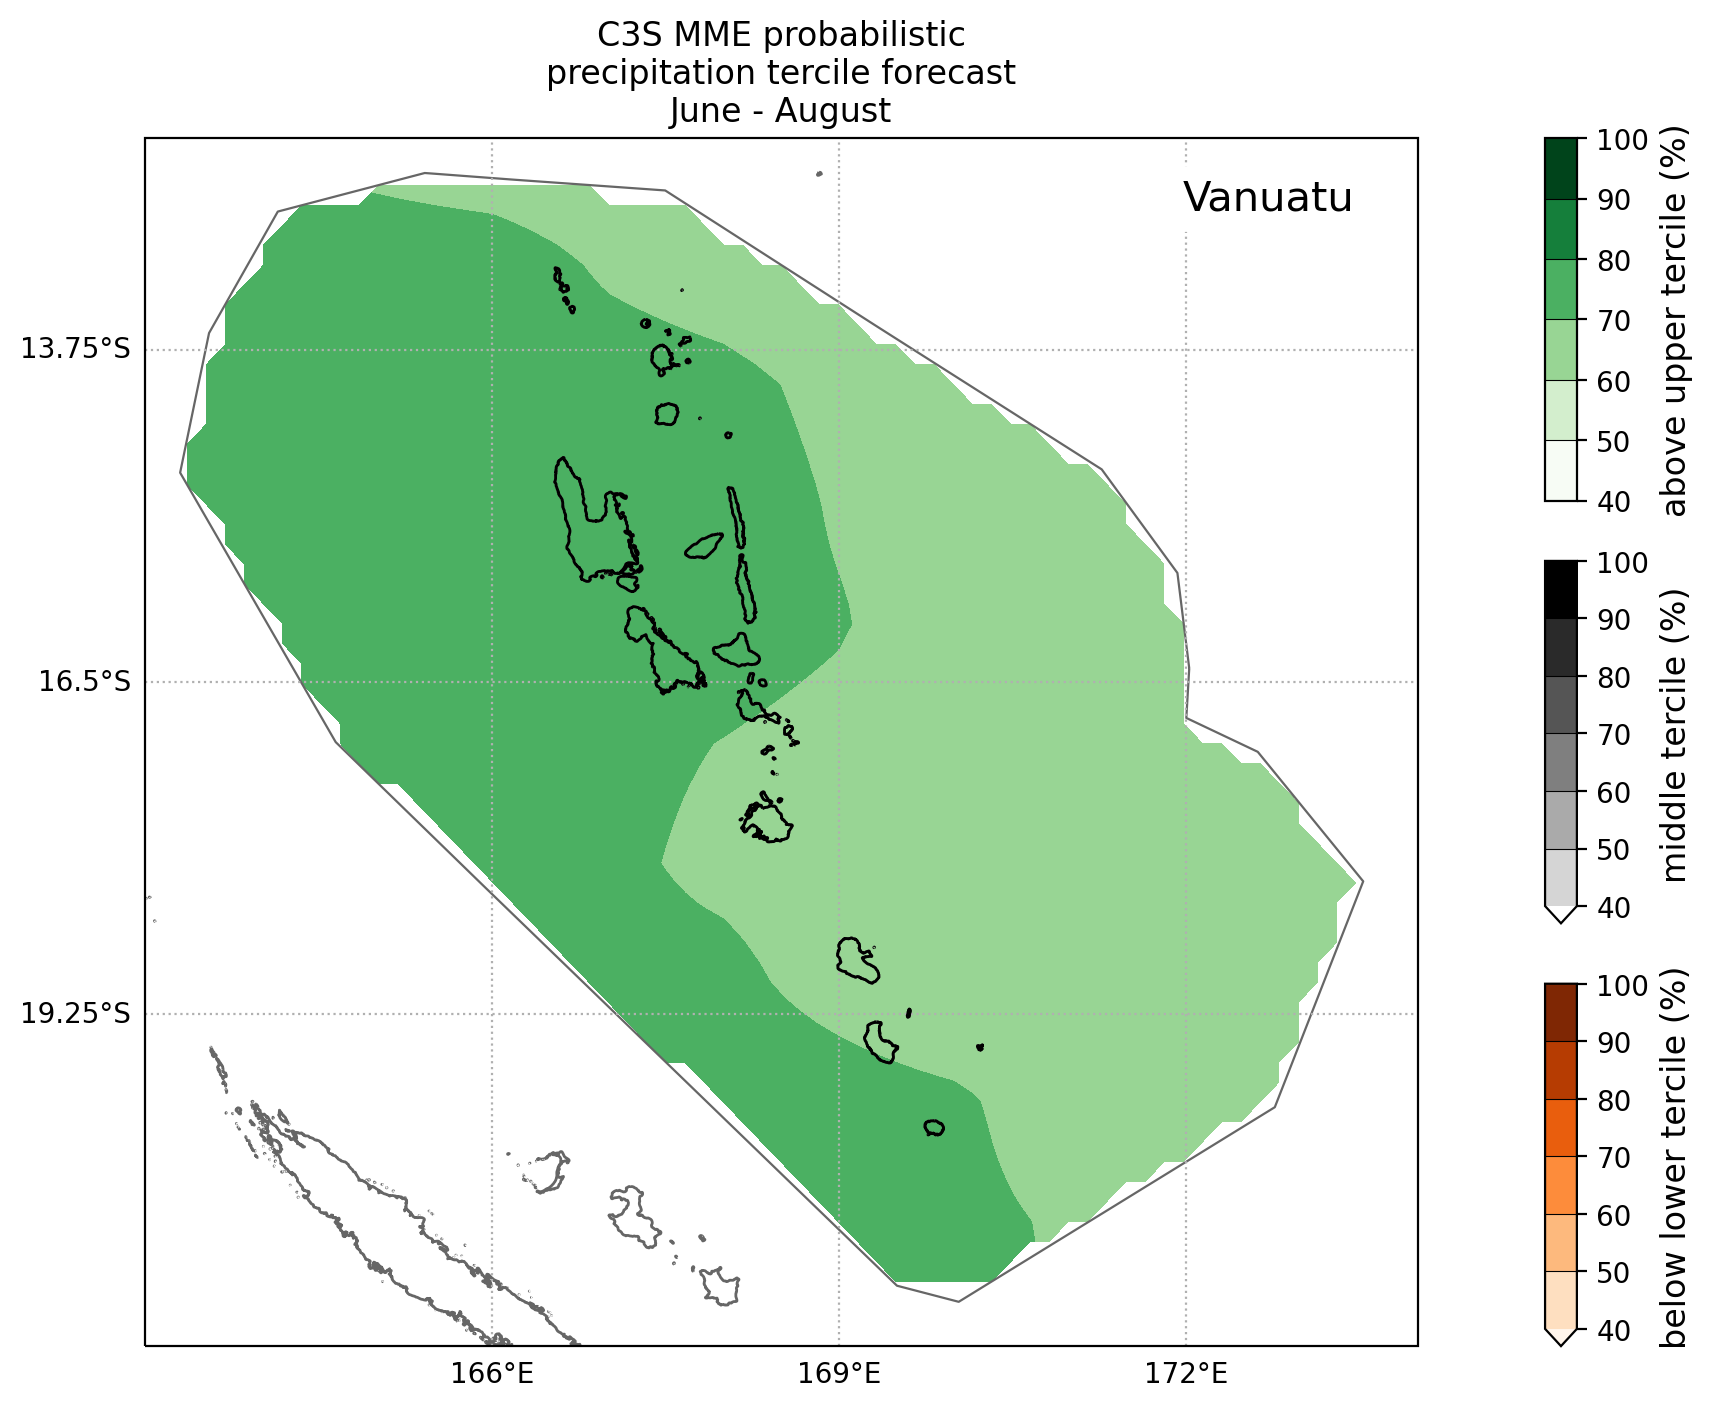 C3S MME probabilistic
precipitation tercile forecast
June - August
Vanuatu
13.75°S
16.5°S
19.25°S
166°E
169°E
172°E
100
90
80
70
60
50
40
above upper tercile (%)
100
90
80
70
60
50
40
middle tercile (%)
100
90
80
70
60
50
40
below lower tercile (%)